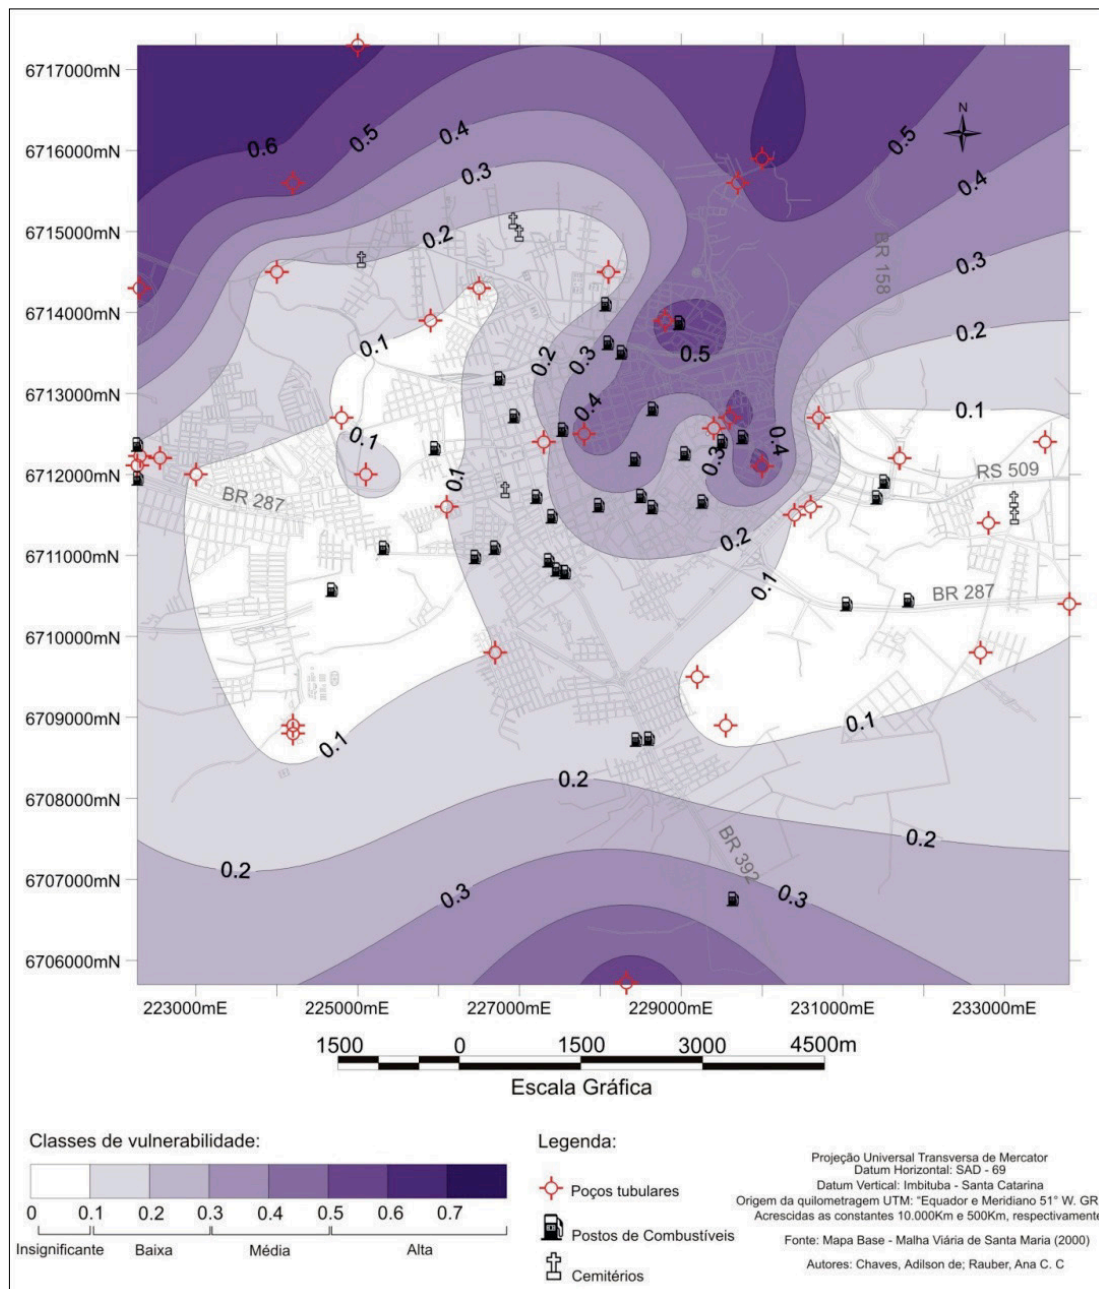 6717000mN
6716000mN
6715000mN
6714000mN
6713000mN
6712000mN
6711000mN
6710000mN
6709000mN
6708000mN
6707000mN
6706000mN
N
0.6
0.5
0.4
0.3
0.2
0.1
0.5
0.4
0.3
0.2
0.1
BR 158
0.2
0.3
0.4
0.5
0.3
0.4
0.1
0.1
0.2
0.1
BR 287
RS 509
BR 287
0.1
0.1
0.2
0.2
0.2
0.3
0.3
BR 392
223000mE
225000mE
227000mE
229000mE
231000mE
233000mE
1500 0 1500 3000 4500m
Escala Gráfica
Classes de vulnerabilidade:
0 0.1 0.2 0.3 0.4 0.5 0.6 0.7
Insignificante Baixa Média Alta
Legenda:
Poços tubulares
Postos de Combustíveis
Cemitérios
Projeção Universal Transversa de Mercator
Datum Horizontal: SAD - 69
Datum Vertical: Imbituba - Santa Catarina
Origem da quilometragem UTM: "Equador e Meridiano 51° W. GR
Acrescidas as constantes 10.000Km e 500Km, respectivamente
Fonte: Mapa Base - Malha Viária de Santa Maria (2000)
Autores: Chaves, Adilson de; Rauber, Ana C. C